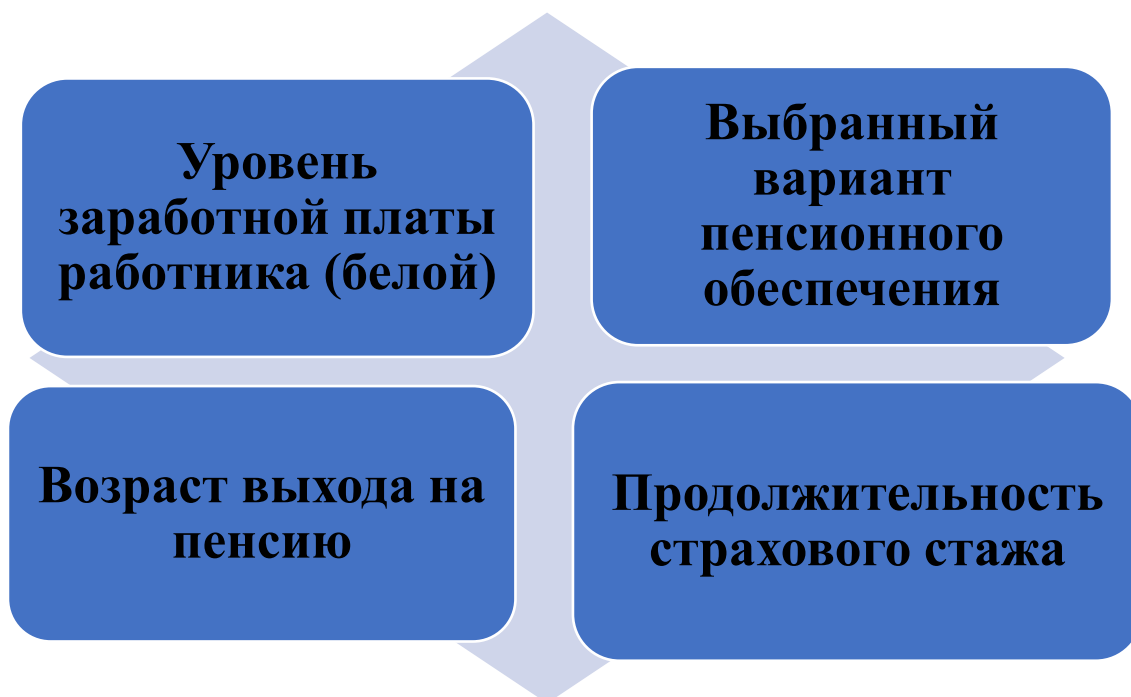 Уровень
заработной платы
работника (белой)
Выбранный
вариант
пенсионного
обеспечения
Возраст выхода на
пенсию
Продолжительность
страхового стажа